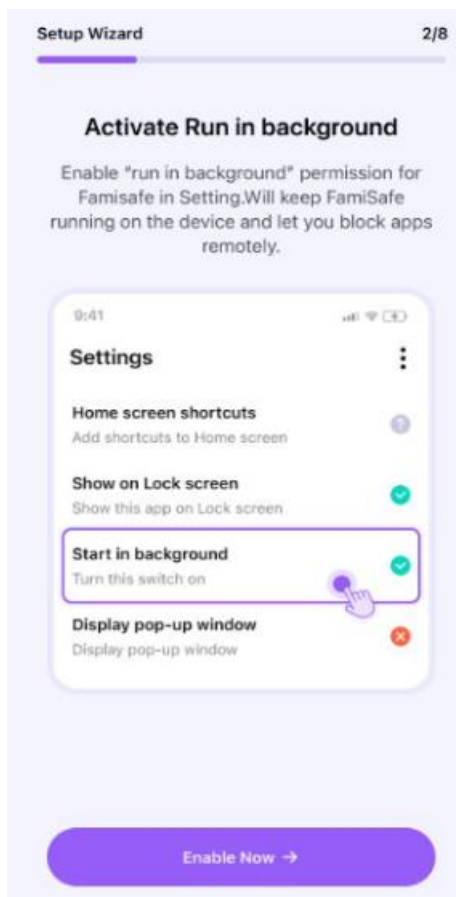 Setup Wizard 2/8
Activate Run in background
Enable "run in background" permission for
Famisafe in Setting.Will keep FamiSafe
running on the device and let you block apps
remotely.
9:41
Settings
Home screen shortcuts
Add shortcuts to Home screen
Show on Lock screen
Show this app on Lock screen
Start in background
Turn this switch on
Display pop-up window
Display pop-up window
Enable Now →